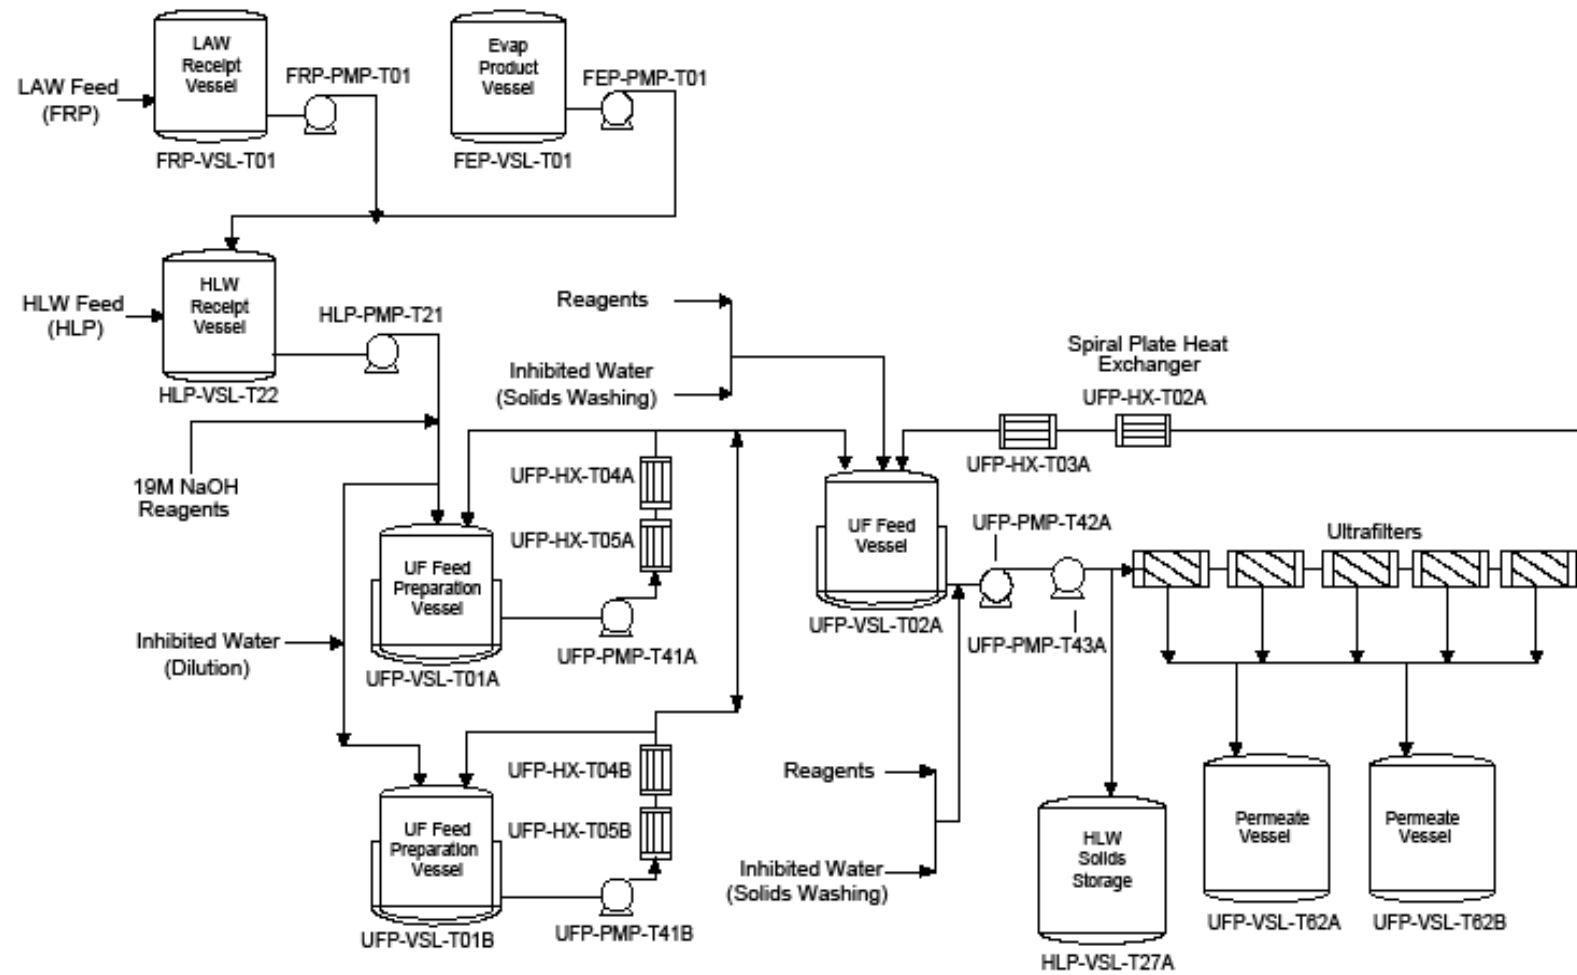 LAW
Receipt
Vessel
FRP-PMP-T01
LAW Feed
(FRP)
FRP-VSL-T01
Evap
Product
Vessel
FEP-PMP-T01
FEP-VSL-T01
HLW
Receipt
Vessel
HLW Feed
(HLP)
HLP-PMP-T21
HLP-VSL-T22
19M NaOH
Reagents
Reagents
Inhibited Water
(Solids Washing)
Spiral Plate Heat
Exchanger
UFP-HX-T02A
UFP-HX-T03A
UFP-HX-T04A
UFP-HX-T05A
UF Feed
Preparation
Vessel
UFP-PMP-T41A
UFP-VSL-T01A
Inhibited Water
(Dilution)
UF Feed
Vessel
UFP-VSL-T02A
UFP-PMP-T42A
UFP-PMP-T43A
Ultrafilters
UFP-HX-T04B
UFP-HX-T05B
UF Feed
Preparation
Vessel
UFP-VSL-T01B
UFP-PMP-T41B
Reagents
Inhibited Water
(Solids Washing)
HLW
Solids
Storage
HLP-VSL-T27A
Permeate
Vessel
UFP-VSL-T62A
Permeate
Vessel
UFP-VSL-T62B